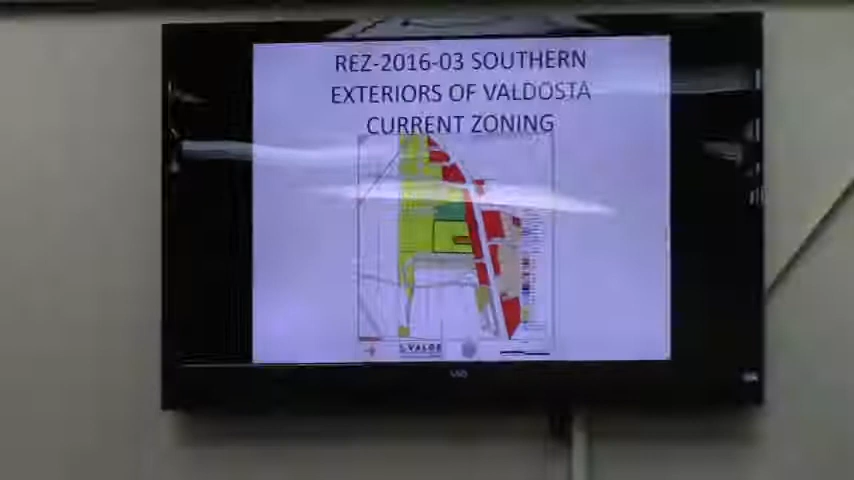 REZ-2016-03 SOUTHERN
EXTERIORS OF VALDOSTA
CURRENT ZONING